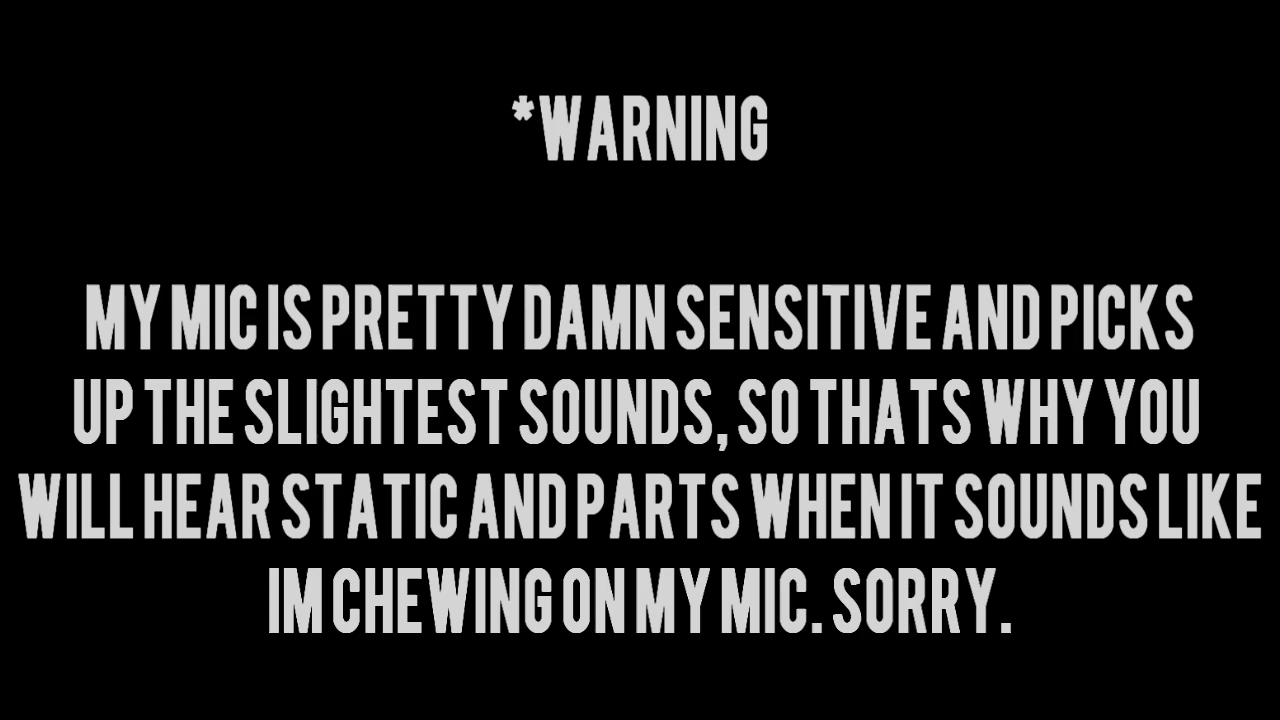 *WARNING
MY MIC IS PRETTY DAMN SENSITIVE AND PICKS
UP THE SLIGHTEST SOUNDS, SO THATS WHY YOU
WILL HEAR STATIC AND PARTS WHEN IT SOUNDS LIKE
IM CHEWING ON MY MIC. SORRY.